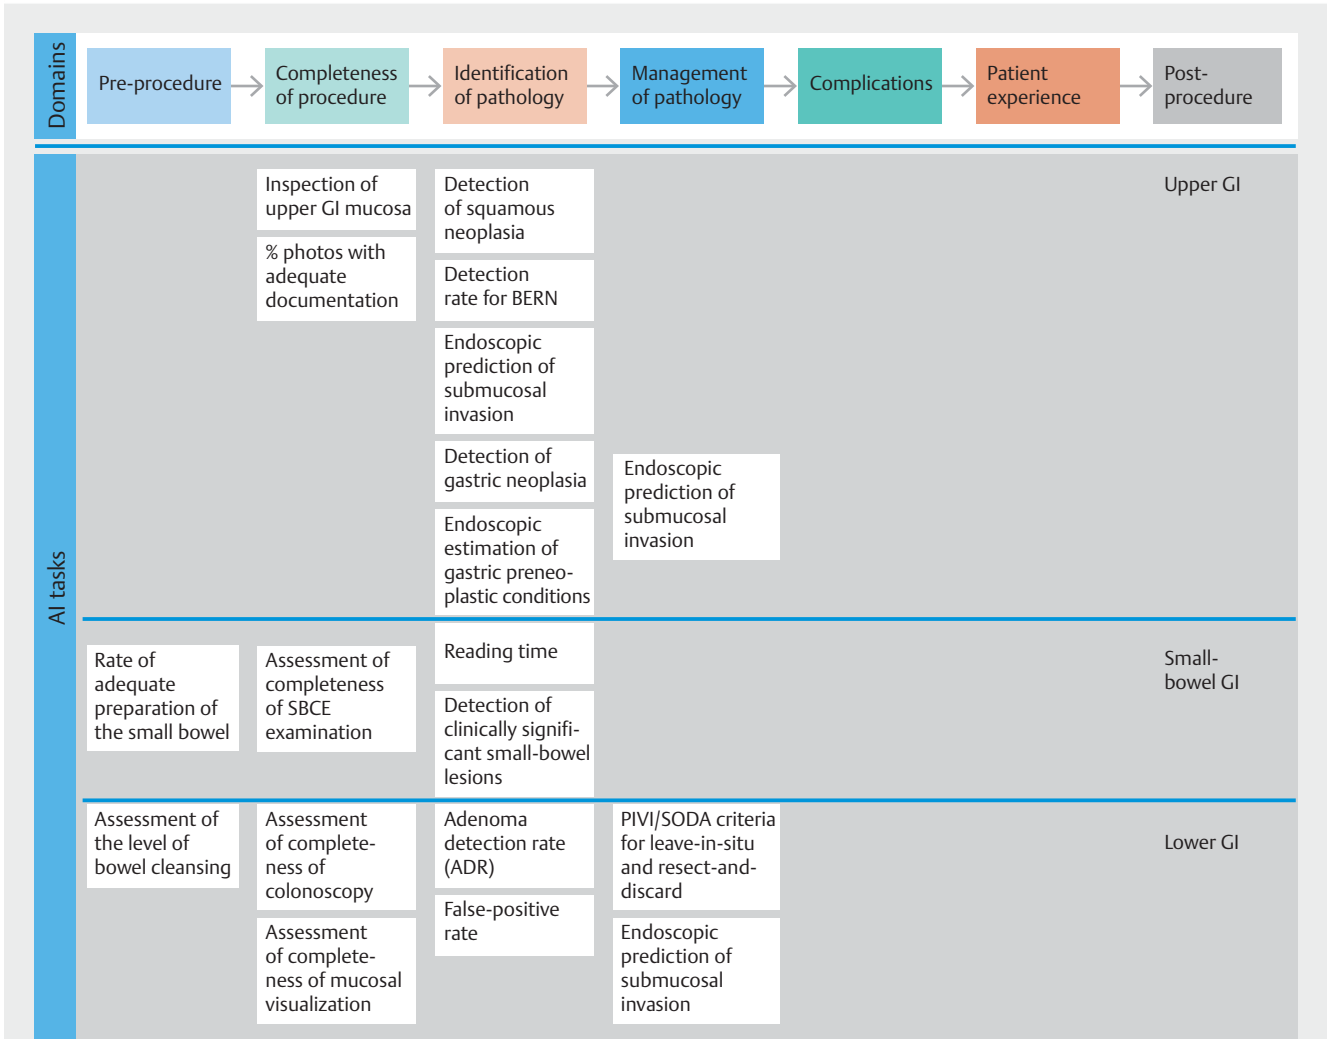 Domains
Pre-procedure
Completeness
of procedure
Identification
of pathology
Management
of pathology
Complications
Patient
experience
Post-
procedure
AI tasks
Inspection of
upper GI mucosa
% photos with
adequate
documentation
Detection
of squamous
neoplasia
Detection
rate for BERN
Endoscopic
prediction of
submucosal
invasion
Detection of
gastric neoplasia
Endoscopic
estimation of
gastric preneo-
plastic conditions
Endoscopic
prediction of
submucosal
invasion
Upper GI
Rate of
adequate
preparation of
the small bowel
Assessment of
completeness
of SBCE
examination
Reading time
Detection of
clinically signifi-
cant small-bowel
lesions
Small-
bowel GI
Assessment of
the level of
bowel cleansing
Assessment
of complete-
ness of
colonoscopy
Assessment
of complete-
ness of mucosal
visualization
Adenoma
detection rate
(ADR)
False-positive
rate
PIVI/SODA criteria
for leave-in-situ
and resect-and-
discard
Endoscopic
prediction of
submucosal
invasion
Lower GI